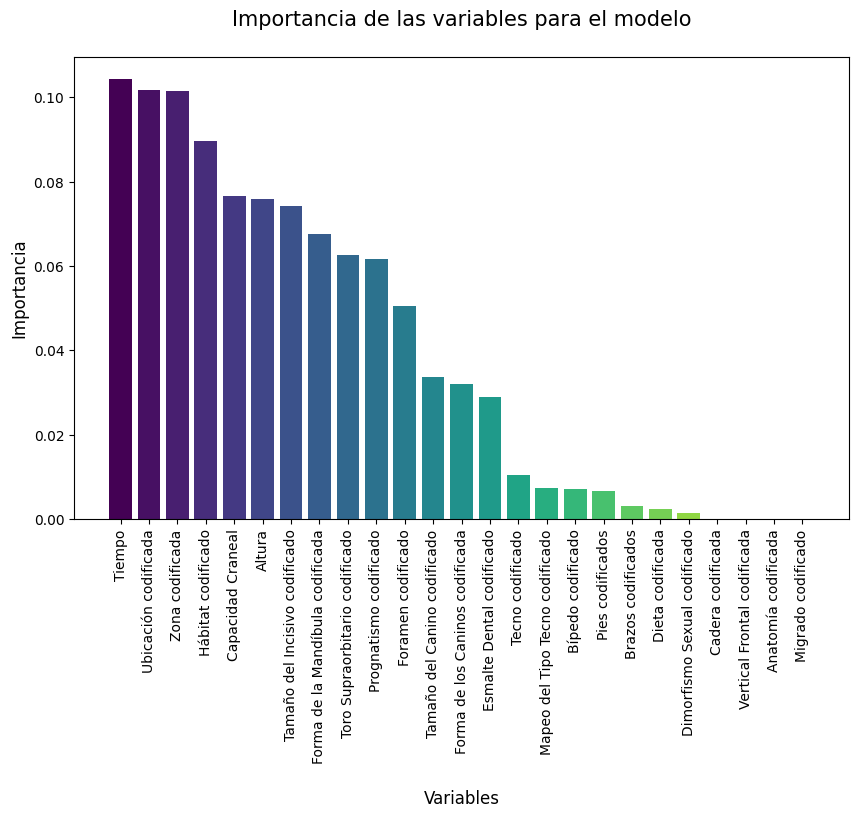 Importancia de las variables para el modelo
Importancia
0.10
0.08
0.06
0.04
0.02
0.00
Tiempo
Ubicación codificada
Zona codificada
Hábitat codificado
Capacidad Craneal
Altura
Tamaño del Incisivo codificado
Forma de la Mandíbula codificada
Toro Supraorbitario codificado
Prognatismo codificado
Foramen codificado
Tamaño del Canino codificado
Forma de los Caninos codificada
Esmalte Dental codificado
Tecno codificado
Mapeo del Tipo Tecno codificado
Bípedo codificado
Pies codificados
Brazos codificados
Dieta codificada
Dimorfismo Sexual codificado
Cadera codificada
Vertical Frontal codificada
Anatomía codificada
Migrado codificado
Variables